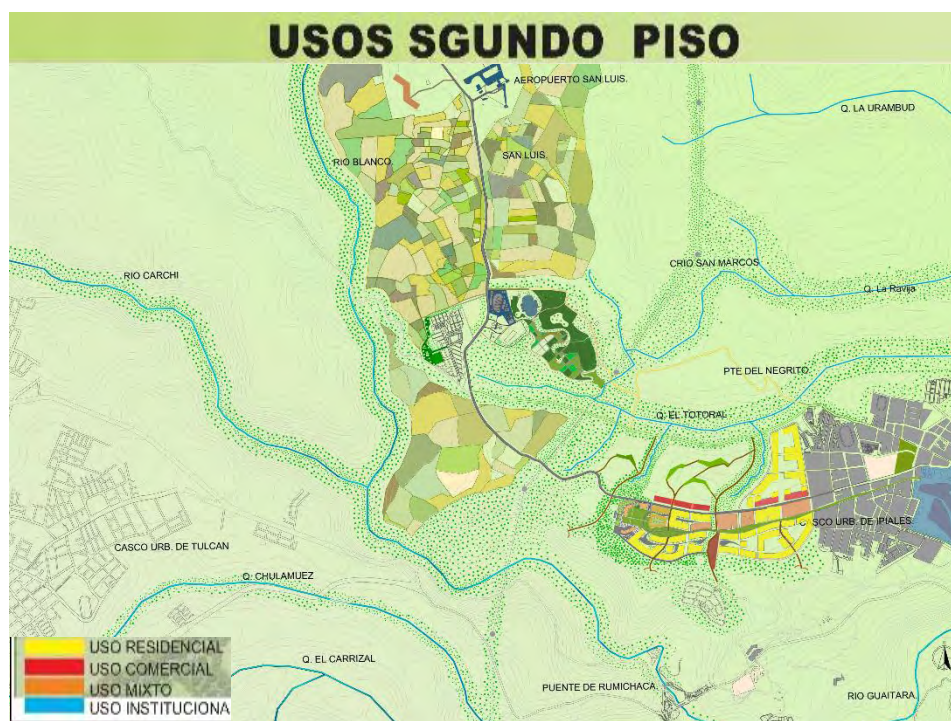 USOS SGUNDO PISO
AEROPUERTO SAN LUIS.
Q. LA URAMBUD
RIO BLANCO.
SAN LUIS.
CRIO SAN MARCOS
RIO CARCHI
Q. La Ravija
PTE DEL NEGRITO.
Q. EL TOTORAL
CASCO URB. DE IPIALES.
CASCO URB. DE TULCAN
Q. CHULAMUEZ
Q. EL CARRIZAL
PUENTE DE RUMICHACA.
RIO GUAITARA.
USO RESIDENCIAL
USO COMERCIAL
USO MIXTO
USO INSTITUCIONA